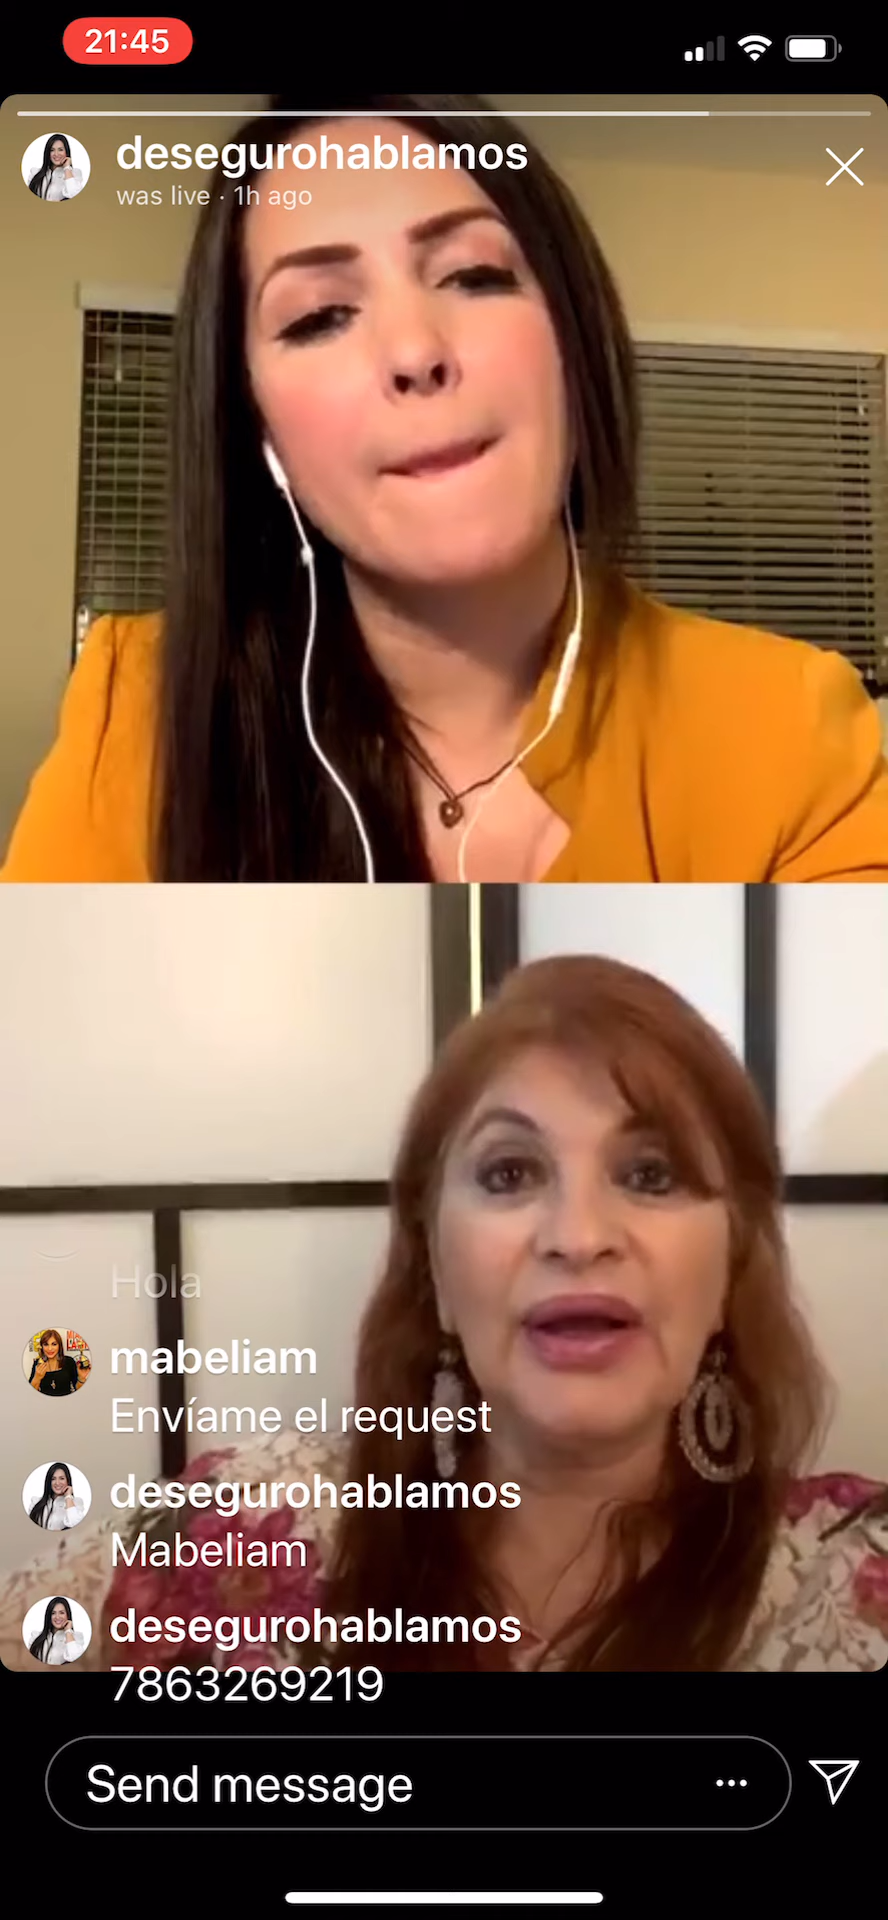 21:45
desegurohablamos
was live · 1h ago
Hola
mabeliam
Envíame el request
desegurohablamos
Mabeliam
desegurohablamos
7863269219
Send message